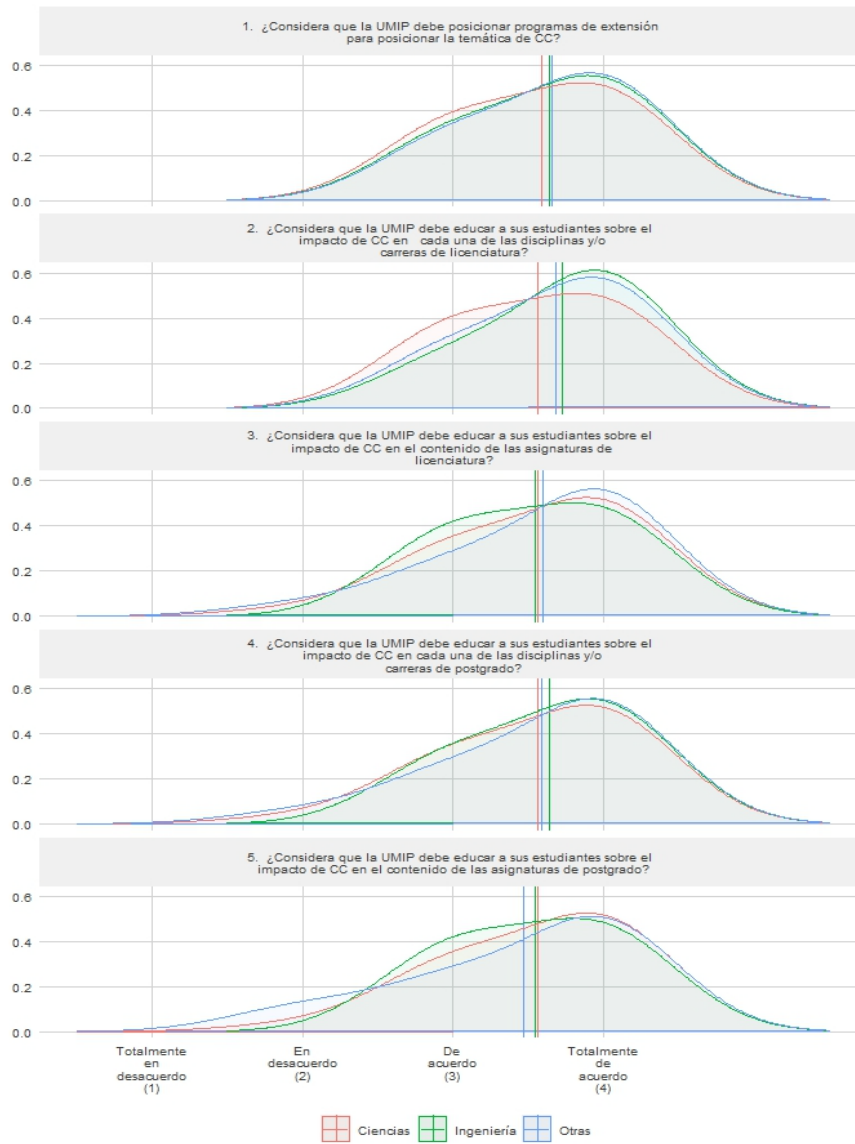 1. ¿Considera que la UMIP debe posicionar programas de extensión
para posicionar la temática de CC?
0.6
0.4
0.2
0.0
2. ¿Considera que la UMIP debe educar a sus estudiantes sobre el
impacto de CC en cada una de las disciplinas y/o
carreras de licenciatura?
0.6
0.4
0.2
0.0
3. ¿Considera que la UMIP debe educar a sus estudiantes sobre el
impacto de CC en el contenido de las asignaturas de
licenciatura?
0.6
0.4
0.2
0.0
4. ¿Considera que la UMIP debe educar a sus estudiantes sobre el
impacto de CC en cada una de las disciplinas y/o
carreras de postgrado?
0.6
0.4
0.2
0.0
5. ¿Considera que la UMIP debe educar a sus estudiantes sobre el
impacto de CC en el contenido de las asignaturas de postgrado?
0.6
0.4
0.2
0.0
Totalmente
en
desacuerdo
(1)
En
desacuerdo
(2)
De
acuerdo
(3)
Totalmente
de
acuerdo
(4)
Ciencias Ingeniería Otras